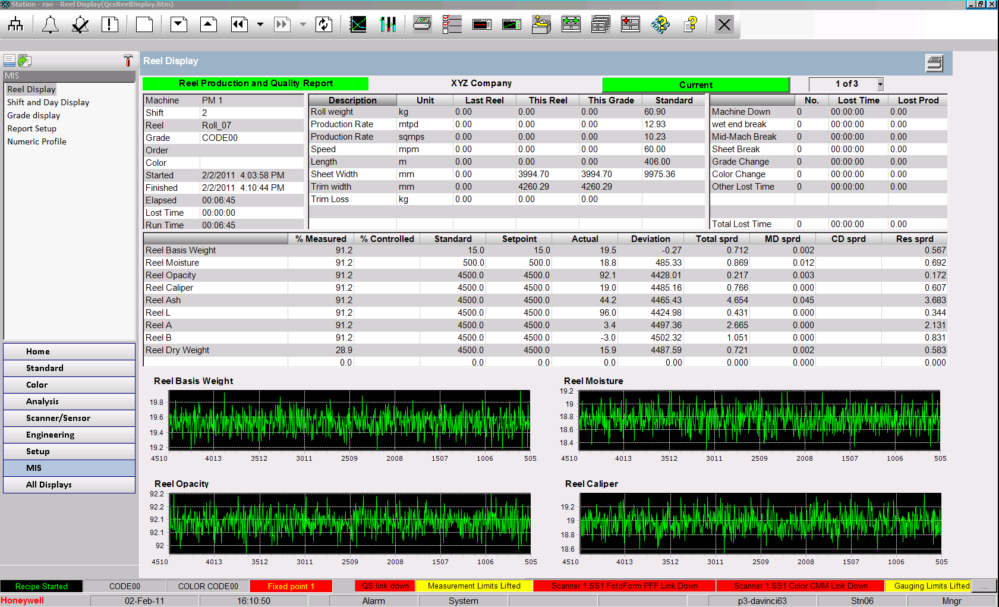 Station - rae - Reel Display(QcsReelDisplay.htm)
Reel Display
MIS
Reel Display
Shift and Day Display
Grade display
Report Setup
Numeric Profile
Home
Standard
Color
Analysis
Scanner/Sensor
Engineering
Setup
MIS
All Displays
Reel Production and Quality Report XYZ Company Current 1 of 3
Machine PM 1
Shift 2
Reel Roll_07
Grade CODE00
Order
Color
Started 2/2/2011 4:03:58 PM
Finished 2/2/2011 4:10:44 PM
Elapsed 00:06:45
Lost Time 00:00:00
Run Time 00:06:45
Description Unit Last Reel This Reel This Grade Standard
Roll weight kg 0.00 0.00 0.00 60.90
Production Rate mtpd 0.00 0.00 0.00 12.93
Production Rate sqmps 0.00 0.00 0.00 10.23
Speed mpm 0.00 0.00 0.00 60.00
Length m 0.00 0.00 0.00 406.00
Sheet Width mm 0.00 3994.70 3994.70 9975.36
Trim width mm 0.00 4260.29 4260.29
Trim Loss kg 0.00 0.00 0.00
No. Lost Time Lost Prod
Machine Down 0 00:00:00 0.00
wet end break 0 00:00:00 0.00
Mid-Mach Break 0 00:00:00 0.00
Sheet Break 0 00:00:00 0.00
Grade Change 0 00:00:00 0.00
Color Change 0 00:00:00 0.00
Other Lost Time 0 00:00:00 0.00
Total Lost Time 0 00:00:00 0.00
% Measured % Controlled Standard Setpoint Actual Deviation Total sprd MD sprd CD sprd Res sprd
Reel Basis Weight 91.2 15.0 15.0 19.5 -0.27 0.712 0.002 0.567
Reel Moisture 91.2 500.0 500.0 18.8 485.33 0.869 0.012 0.692
Reel Opacity 91.2 4500.0 4500.0 92.1 4428.01 0.217 0.003 0.172
Reel Caliper 91.2 4500.0 4500.0 19.0 4485.16 0.766 0.000 0.607
Reel Ash 91.2 4500.0 4500.0 44.2 4465.43 4.654 0.045 3.683
Reel L 91.2 4500.0 4500.0 96.0 4424.98 0.431 0.000 0.344
Reel A 91.2 4500.0 4500.0 3.4 4497.36 2.665 0.000 2.131
Reel B 91.2 4500.0 4500.0 -3.0 4502.32 1.051 0.000 0.831
Reel Dry Weight 28.9 4500.0 4500.0 15.9 4487.59 0.721 0.002 0.583
0.0 0.0 0.0 0.0 0.00 0.000 0.000 0.000
Reel Basis Weight
19.8
19.6
19.4
19.2
4510 4013 3512 3011 2509 2008 1507 1006 505
Reel Moisture
19.2
19
18.8
18.6
18.4
4510 4013 3512 3011 2509 2008 1507 1006 505
Reel Opacity
92.2
92.2
92.1
92.1
92
4510 4013 3512 3011 2509 2008 1507 1006 505
Reel Caliper
19.2
19
18.8
18.6
4510 4013 3512 3011 2509 2008 1507 1006 505
Recipe Started CODE00 COLOR CODE00 Fixed point 1 QS link down Measurement Limits Lifted Scanner 1 SS1 FotoForm PFF Link Down Scanner 1 SS1 Color CMM Link Down Gauging Limits Lifted ...
Honeywell 02-Feb-11 16:10:50 Alarm System p3-davinci63 Stn06 Mngr